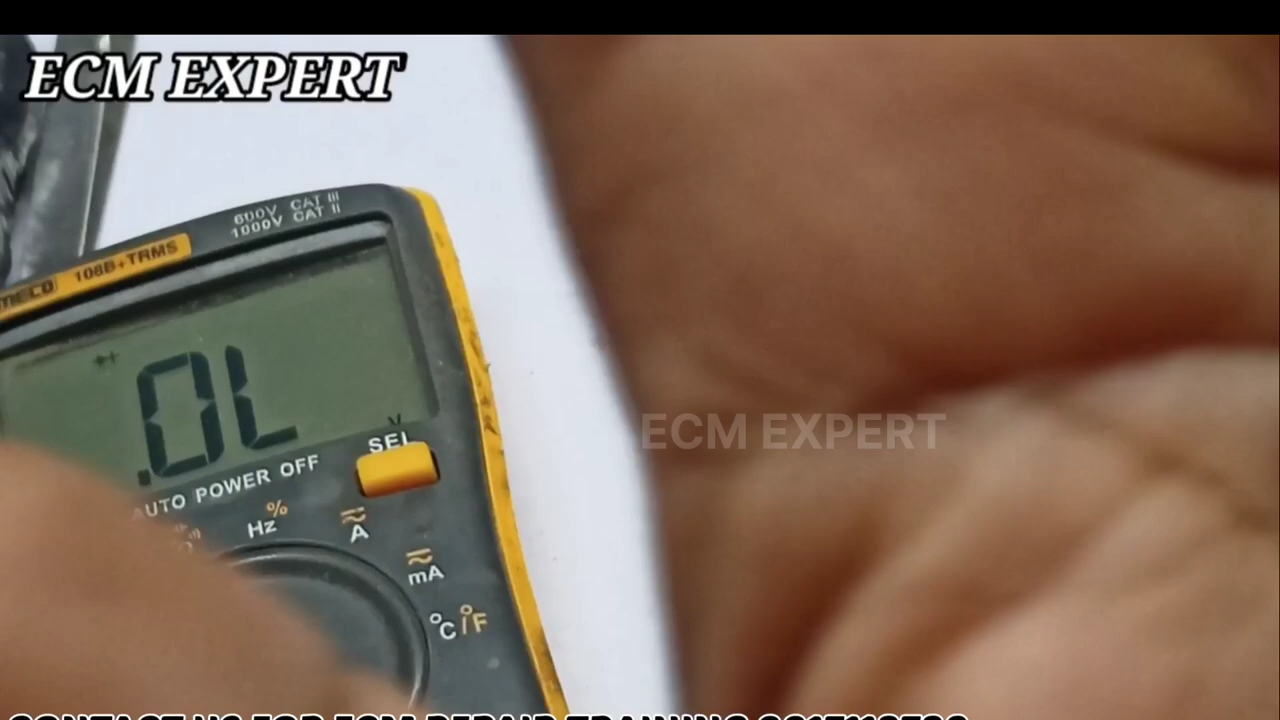 ECM EXPERT
600V CAT III
1000V CAT II
MECO 108B+TRMS
.0L
V
SEL
AUTO POWER OFF
Hz %
A
mA
°C/°F
ECM EXPERT